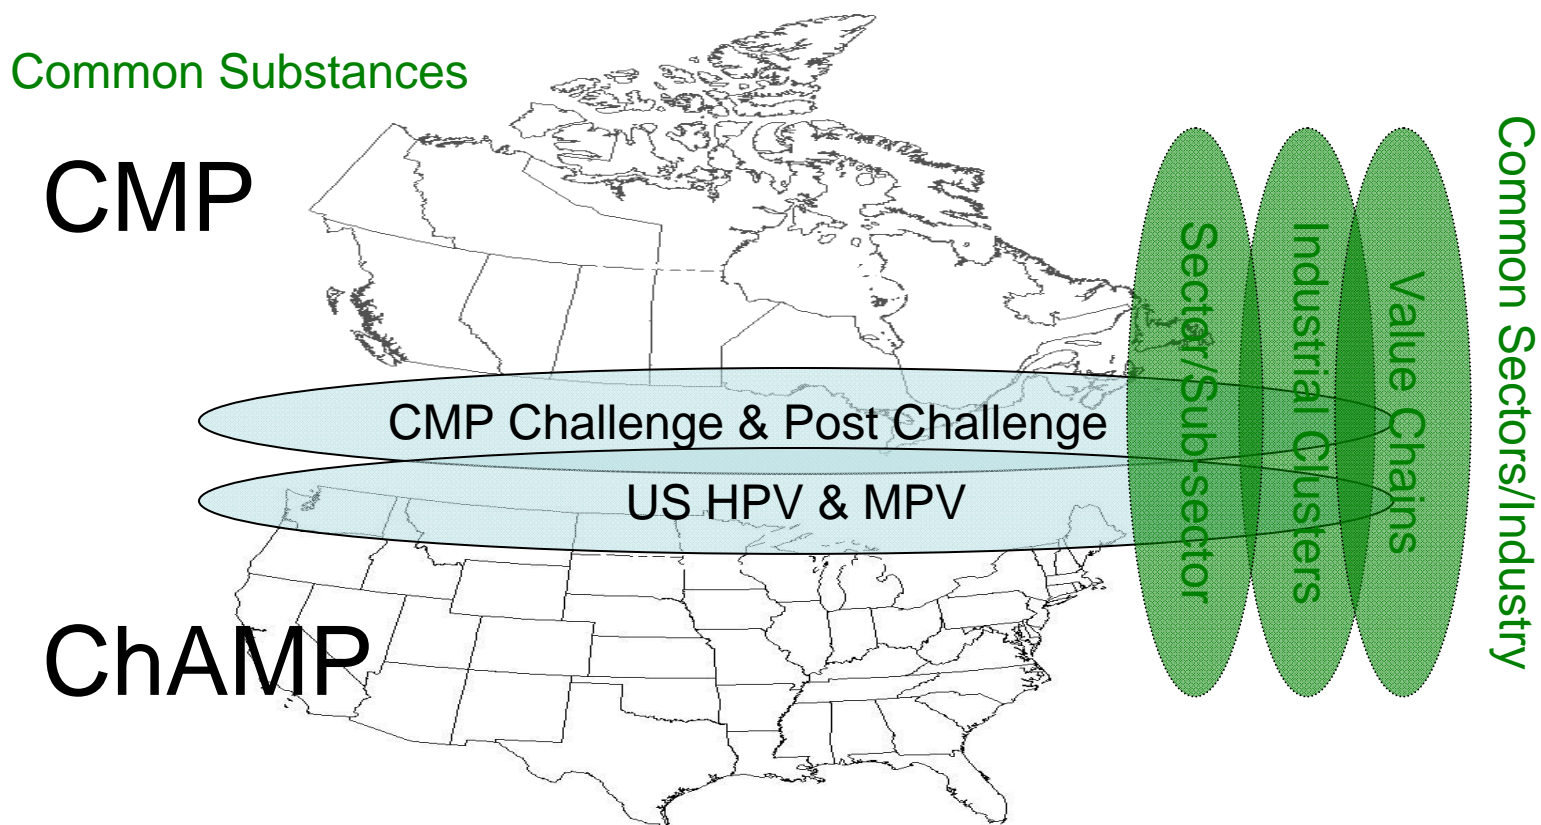 Common Substances
CMP
CMP Challenge & Post Challenge
US HPV & MPV
ChAMP
Sector/Sub-sector
Industrial Clusters
Value Chains
Common Sectors/Industry